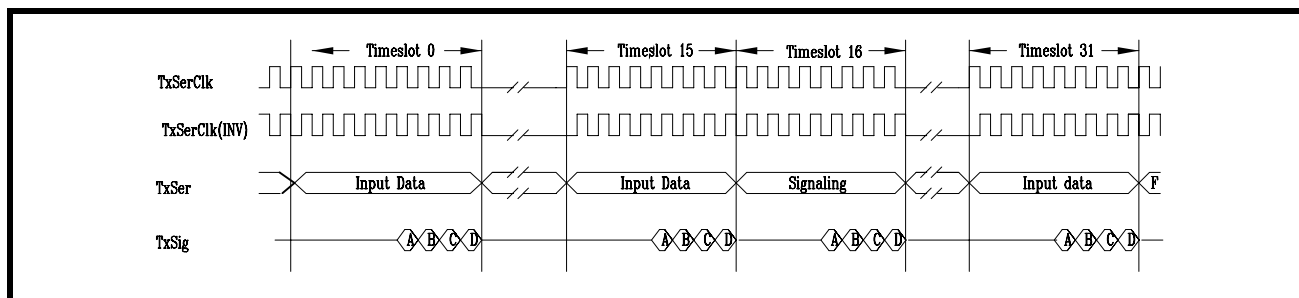 Timeslot 0 Timeslot 15 Timeslot 16 Timeslot 31
TxSerClk
TxSerClk(INV)
TxSer Input Data Input Data Signaling Input data F
TxSig A B C D A B C D A B C D A B C D